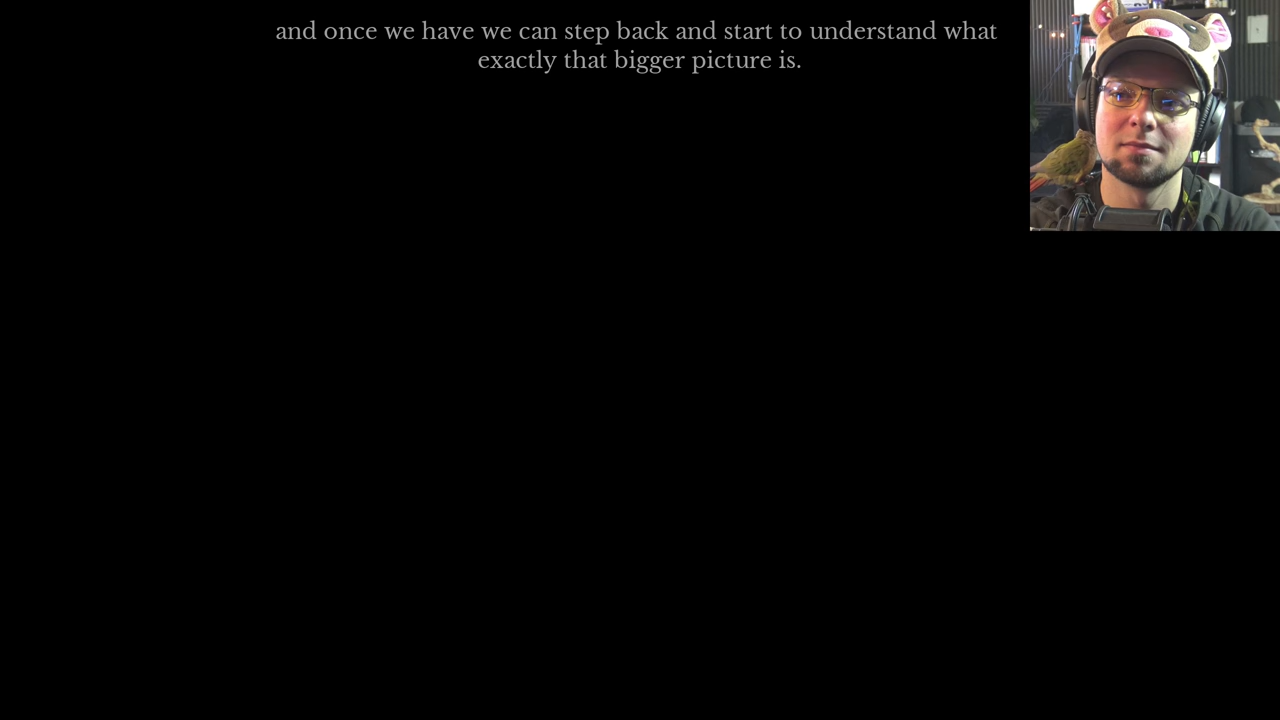 and once we have we can step back and start to understand what
exactly that bigger picture is.